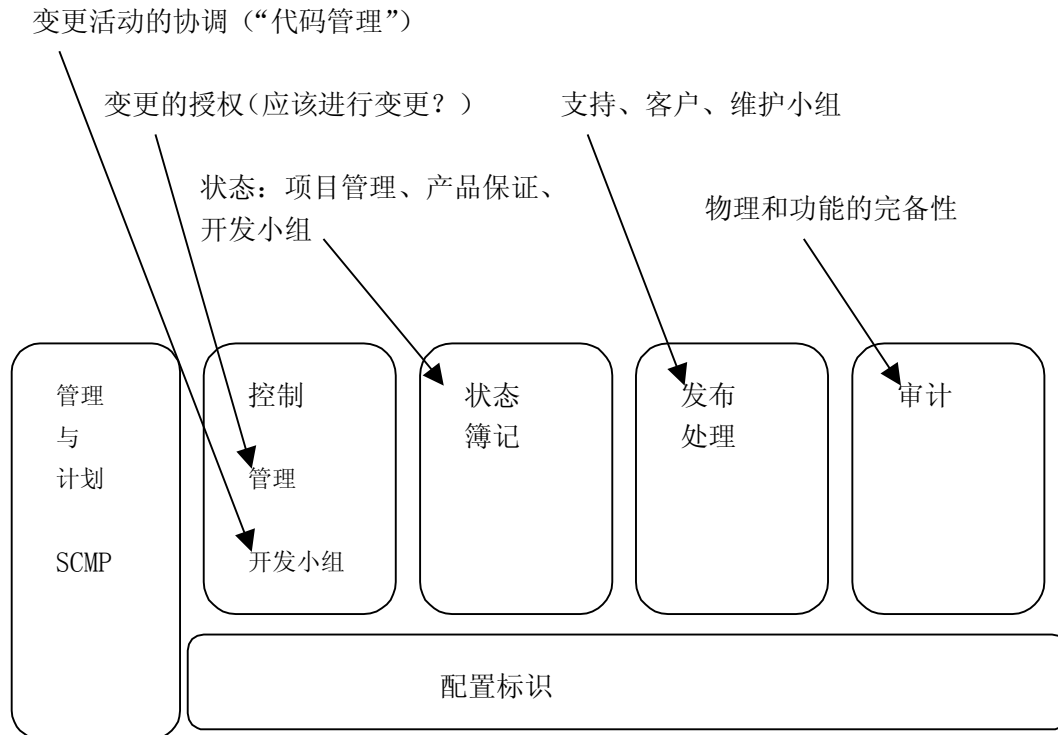 变更活动的协调（“代码管理”）
变更的授权（应该进行变更？）
支持、客户、维护小组
状态：项目管理、产品保证、
开发小组
物理和功能的完备性
管理
与
计划
SCMP
控制
管理
开发小组
状态
簿记
发布
处理
审计
配置标识